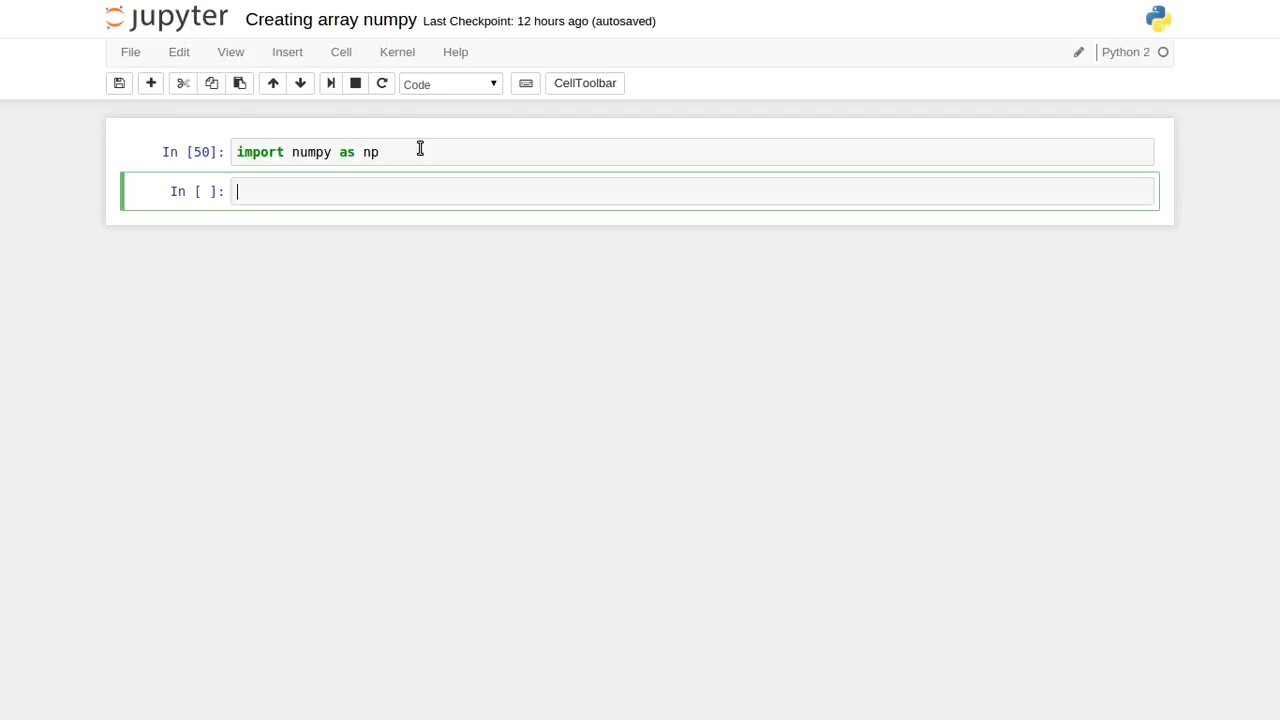 jupyter Creating array numpy Last Checkpoint: 12 hours ago (autosaved)
File Edit View Insert Cell Kernel Help Python 2
Code CellToolbar
In [50]: import numpy as np
In [ ]: